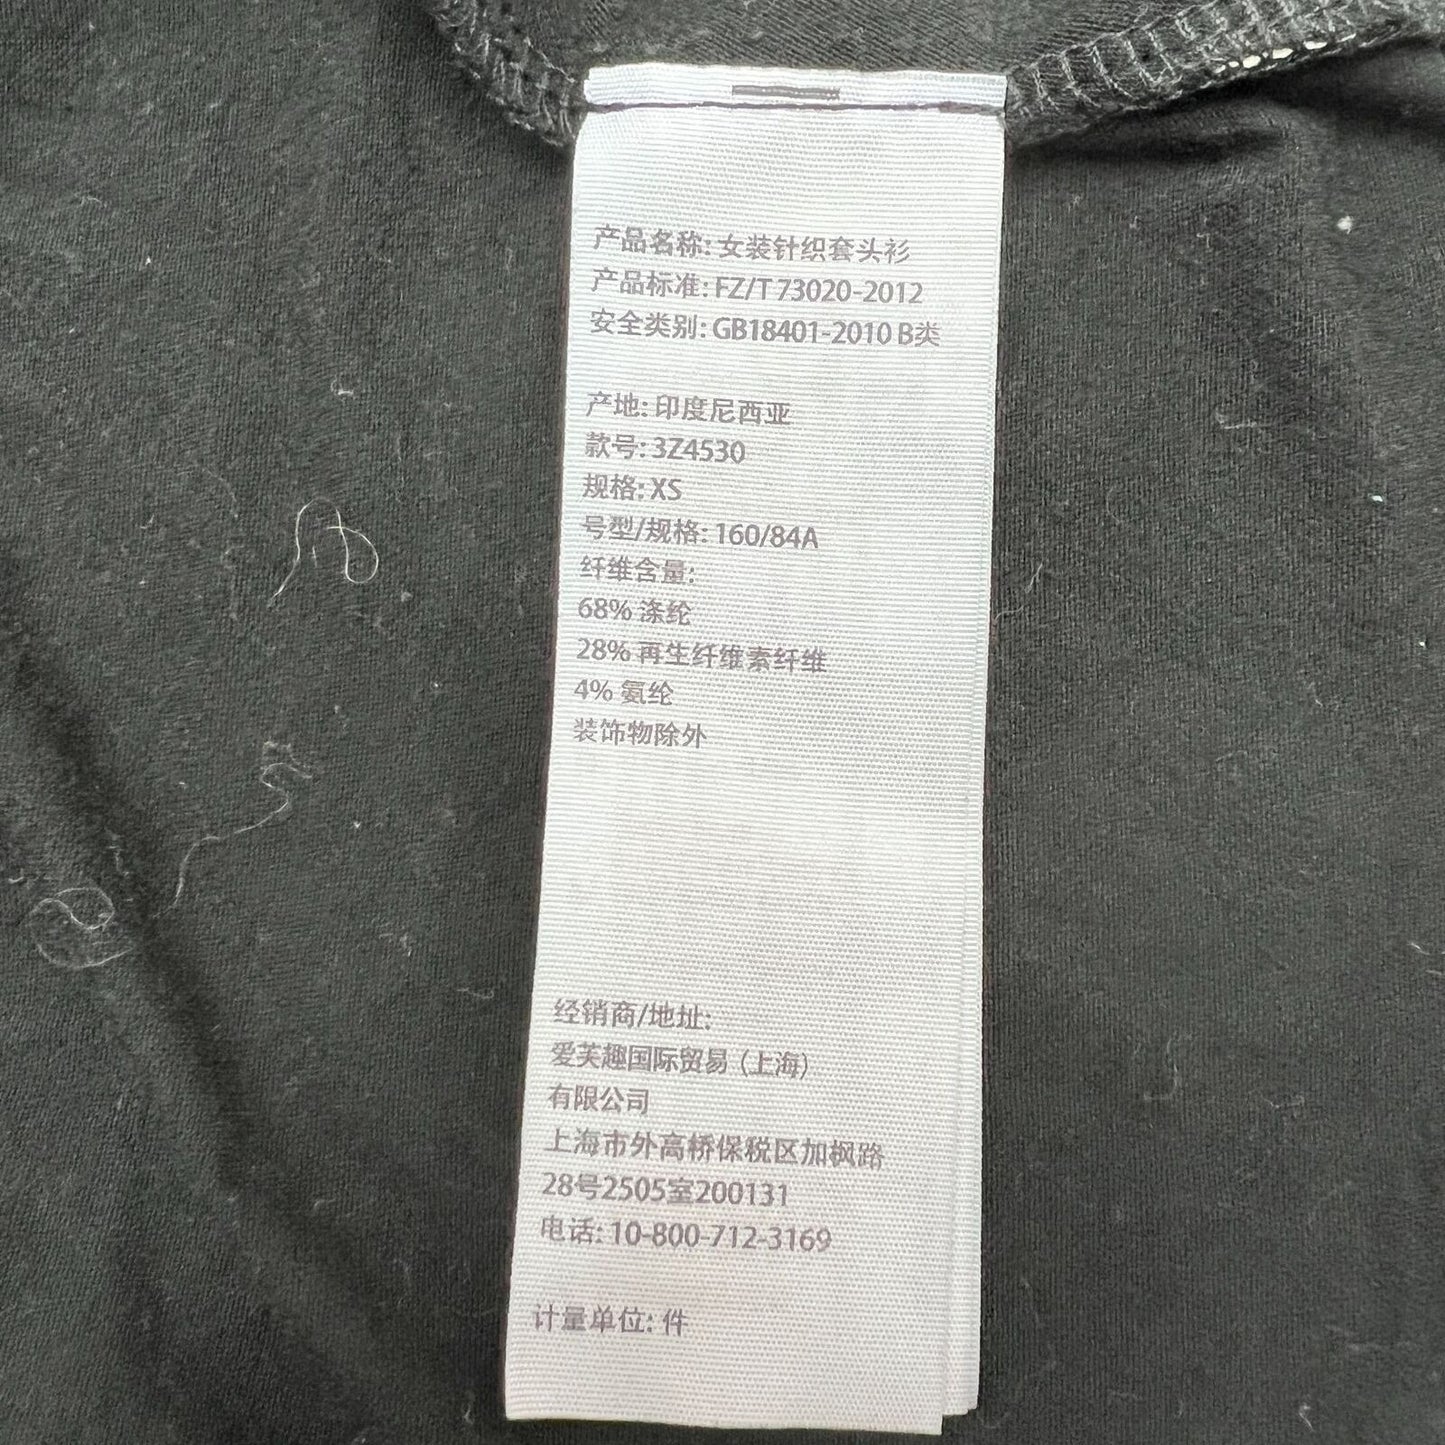 产品名称: 女装针织套头衫
产品标准: FZ/T 73020-2012
安全类别: GB18401-2010 B类
产地: 印度尼西亚
款号: 3Z4530
规格: XS
号型/规格: 160/84A
纤维含量:
68% 涤纶
28% 再生纤维素纤维
4% 氨纶
装饰物除外
经销商/地址:
爱芙趣国际贸易 (上海)
有限公司
上海市外高桥保税区加枫路
28号2505室200131
电话: 10-800-712-3169
计量单位: 件